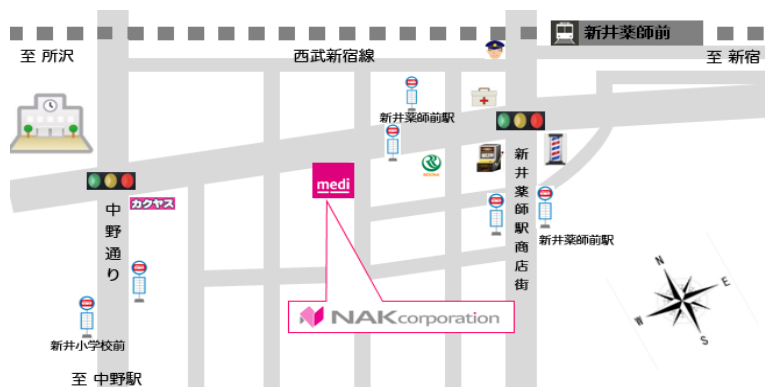 新井薬師前
至 所沢
西武新宿線
至 新宿
新井薬師前駅
medi
カクヤス
中野通り
新井薬師駅商店街
新井薬師前駅
N
E
W
S
NAK corporation
新井小学校前
至 中野駅